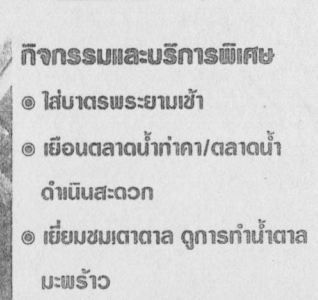 กิจกรรมและบริการพิเศษ
๏ ใส่บาตรพระยามเช้า
๏ เยือนตลาดน้ำท่าคา/ตลาดน้ำ
ดำเนินสะดวก
๏ เยี่ยมชมเตาตาล ดูการทำน้ำตาล
มะพร้าว